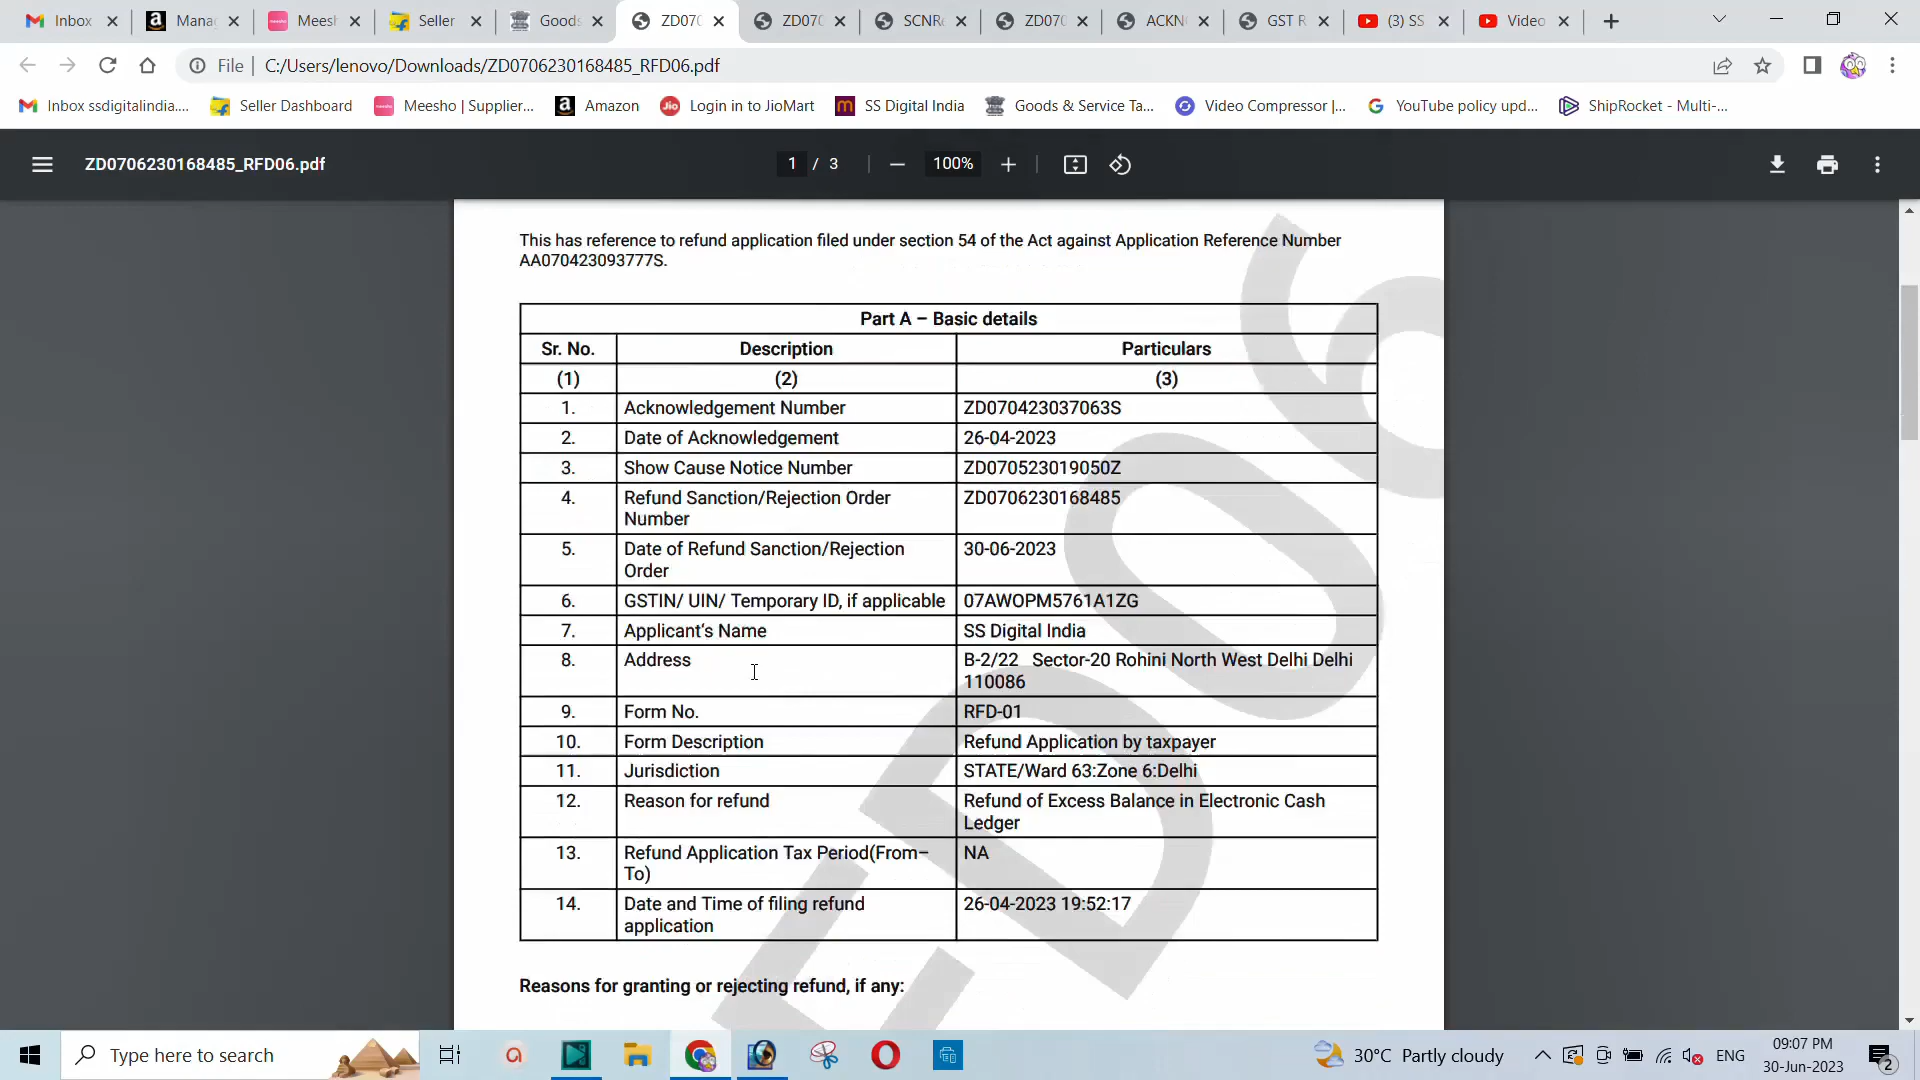 Inbox
Mana
Meesh
Seller
Goods
ZD070
ZD070
SCNR
ZD070
ACKN
GST R
(3) SS
Video
File
C:/Users/lenovo/Downloads/ZD0706230168485_RFD06.pdf
Inbox ssdigitalindia....
Seller Dashboard
Meesho | Supplier...
Amazon
Login in to JioMart
SS Digital India
Goods & Service Ta...
Video Compressor |...
YouTube policy upd...
ShipRocket - Multi-...
ZD0706230168485_RFD06.pdf
1 / 3
100%
This has reference to refund application filed under section 54 of the Act against Application Reference Number
AA070423093777S.
Part A – Basic details
Sr. No. Description Particulars
(1) (2) (3)
1. Acknowledgement Number ZD070423037063S
2. Date of Acknowledgement 26-04-2023
3. Show Cause Notice Number ZD070523019050Z
4. Refund Sanction/Rejection Order ZD0706230168485
Number
5. Date of Refund Sanction/Rejection 30-06-2023
Order
6. GSTIN/ UIN/ Temporary ID, if applicable 07AWOPM5761A1ZG
7. Applicant's Name SS Digital India
8. Address B-2/22 Sector-20 Rohini North West Delhi Delhi
110086
9. Form No. RFD-01
10. Form Description Refund Application by taxpayer
11. Jurisdiction STATE/Ward 63:Zone 6:Delhi
12. Reason for refund Refund of Excess Balance in Electronic Cash
Ledger
13. Refund Application Tax Period(From– NA
To)
14. Date and Time of filing refund 26-04-2023 19:52:17
application
Reasons for granting or rejecting refund, if any:
Type here to search
30°C Partly cloudy
ENG
09:07 PM
30-Jun-2023
2